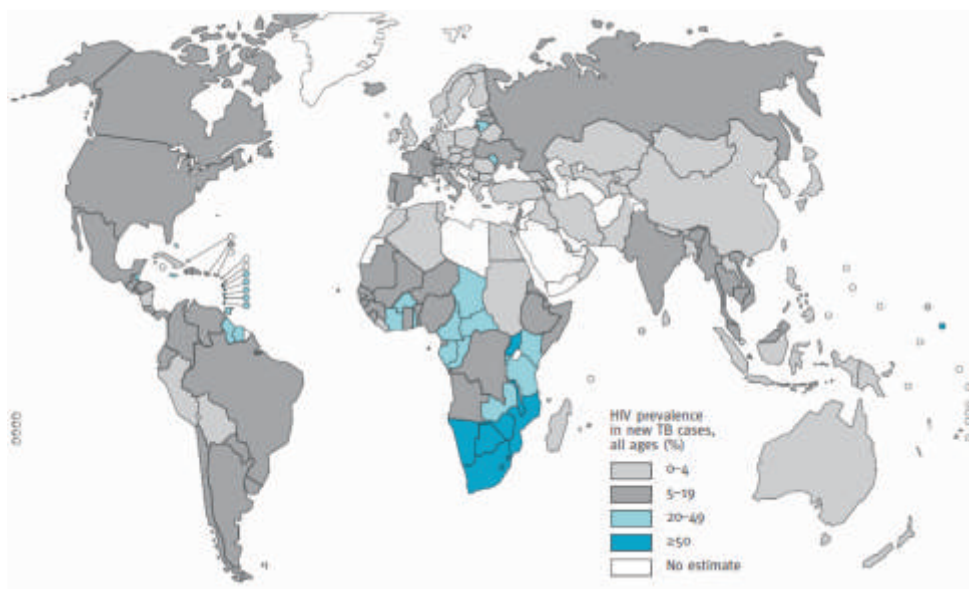 HIV prevalence
in new TB cases,
all ages (%)
0–4
5–19
20–49
≥50
No estimate